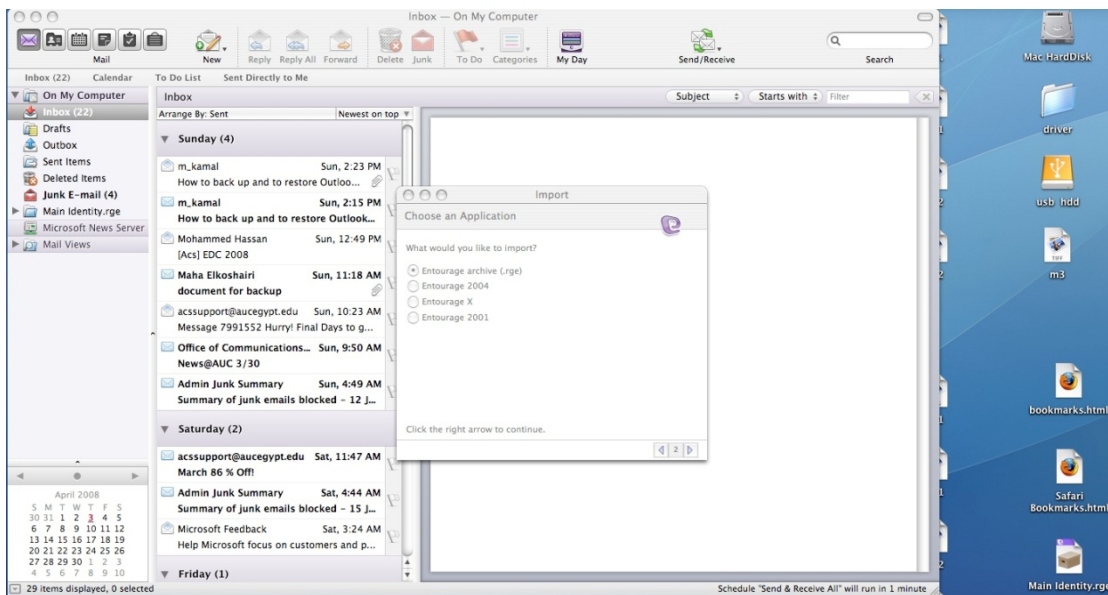 Inbox — On My Computer
Mail
New
Reply
Reply All
Forward
Delete
Junk
To Do
Categories
My Day
Send/Receive
Search
Inbox (22)
Calendar
To Do List
Sent Directly to Me
On My Computer
Inbox (22)
Drafts
Outbox
Sent Items
Deleted Items
Junk E-mail (4)
Main Identity.rge
Microsoft News Server
Mail Views
April 2008
S M T W T F S
30 31 1 2 3 4 5
6 7 8 9 10 11 12
13 14 15 16 17 18 19
20 21 22 23 24 25 26
27 28 29 30 1 2 3
4 5 6 7 8 9 10
Inbox
Subject
Starts with
Filter
Arrange By: Sent
Newest on top
Sunday (4)
m_kamal Sun, 2:23 PM
How to back up and to restore Outloo...
m_kamal Sun, 2:15 PM
How to back up and to restore Outlook...
Mohammed Hassan Sun, 12:49 PM
[Acs] EDC 2008
Maha Elkoshairi Sun, 11:18 AM
document for backup
acssupport@aucegypt.edu Sun, 10:23 AM
Message 7991552 Hurry! Final Days to g...
Office of Communications... Sun, 9:50 AM
News@AUC 3/30
Admin Junk Summary Sun, 4:49 AM
Summary of junk emails blocked - 12 J...
Saturday (2)
acssupport@aucegypt.edu Sat, 11:47 AM
March 86 % Off!
Admin Junk Summary Sat, 4:44 AM
Summary of junk emails blocked - 15 J...
Microsoft Feedback Sat, 3:24 AM
Help Microsoft focus on customers and p...
Friday (1)
Import
Choose an Application
What would you like to import?
Entourage archive (.rge)
Entourage 2004
Entourage X
Entourage 2001
Click the right arrow to continue.
2
29 items displayed, 0 selected
Schedule "Send & Receive All" will run in 1 minute
Mac HardDisk
driver
usb hdd
m3
bookmarks.html
Safari
Bookmarks.html
Main Identity.rge